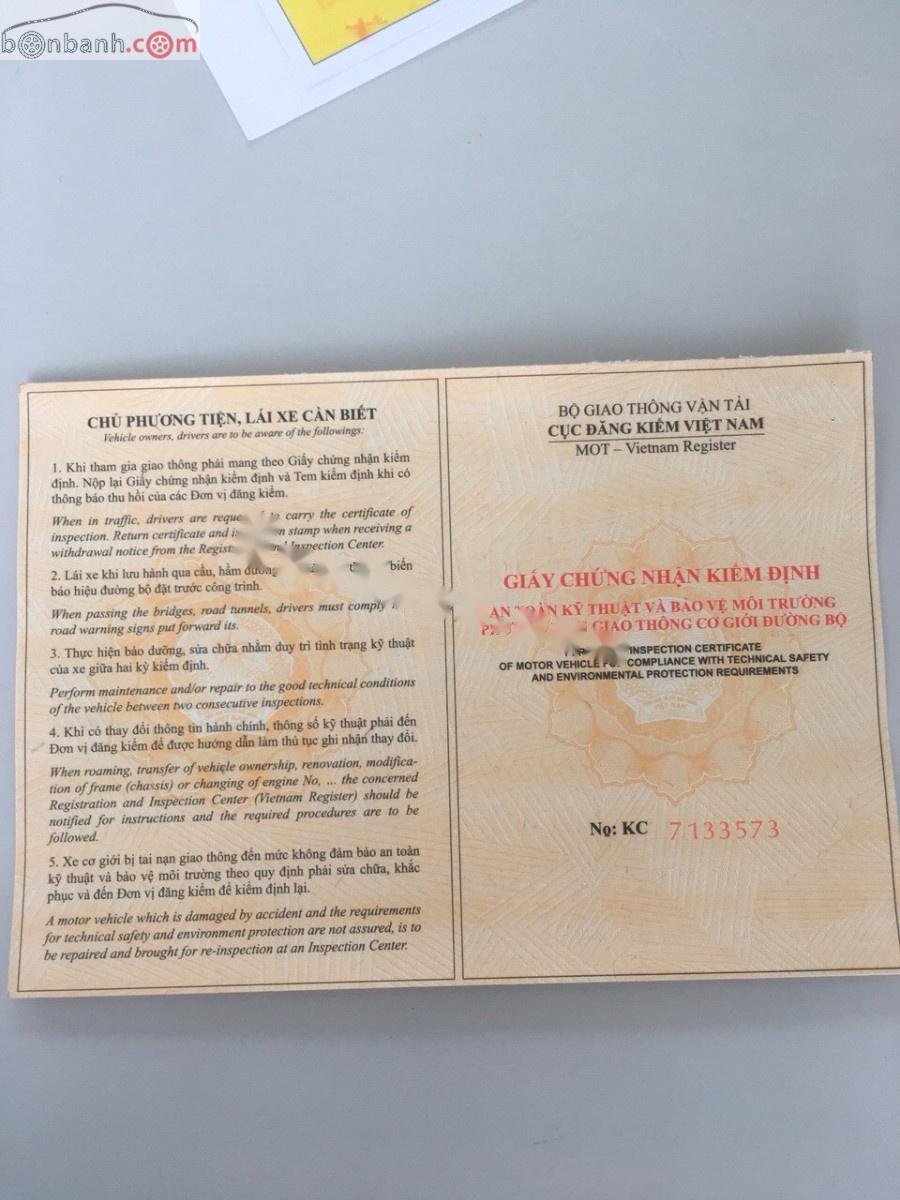 bonbanh.com
CHỦ PHƯƠNG TIỆN, LÁI XE CẦN BIẾT
Vehicle owners, drivers are to be aware of the followings:
1. Khi tham gia giao thông phải mang theo Giấy chứng nhận kiểm
định. Nộp lại Giấy chứng nhận kiểm định và Tem kiểm định khi có
thông báo thu hồi của các Đơn vị đăng kiểm.
When in traffic, drivers are to carry the certificate of
inspection. Return certificate and stamp when receiving a
withdrawal notice from the Inspection Center.
2. Lái xe khi lưu hành qua cầu, hầm đường biển
báo hiệu đường bộ đặt trước công trình.
When passing the bridges, road tunnels, drivers must comply
road warning signs put forward its.
3. Thực hiện bảo dưỡng, sửa chữa nhằm duy trì tình trạng kỹ thuật
của xe giữa hai kỳ kiểm định.
Perform maintenance and/or repair to the good technical conditions
of the vehicle between two consecutive inspections.
4. Khi có thay đổi thông tin hành chính, thông số kỹ thuật phải đến
Đơn vị đăng kiểm để được hướng dẫn làm thủ tục ghi nhận thay đổi.
When roaming, transfer of vehicle ownership, renovation, modifica-
tion of frame (chassis) or changing of engine No, ... the concerned
Registration and Inspection Center (Vietnam Register) should be
notified for instructions and the required procedures are to be
followed.
5. Xe cơ giới bị tai nạn giao thông đến mức không đảm bảo an toàn
kỹ thuật và bảo vệ môi trường theo quy định phải sửa chữa, khắc
phục và đến Đơn vị đăng kiểm để kiểm định lại.
A motor vehicle which is damaged by accident and the requirements
for technical safety and environment protection are not assured, is to
be repaired and brought for re-inspection at an Inspection Center.
BỘ GIAO THÔNG VẬN TẢI
CỤC ĐĂNG KIỂM VIỆT NAM
MOT – Vietnam Register
GIẤY CHỨNG NHẬN KIỂM ĐỊNH
AN TOÀN KỸ THUẬT VÀ BẢO VỆ MÔI TRƯỜNG
GIAO THÔNG CƠ GIỚI ĐƯỜNG BỘ
INSPECTION CERTIFICATE
OF MOTOR VEHICLE COMPLIANCE WITH TECHNICAL SAFETY
AND ENVIRONMENTAL PROTECTION REQUIREMENTS
VIỆT NAM
Nọ: KC 7133573